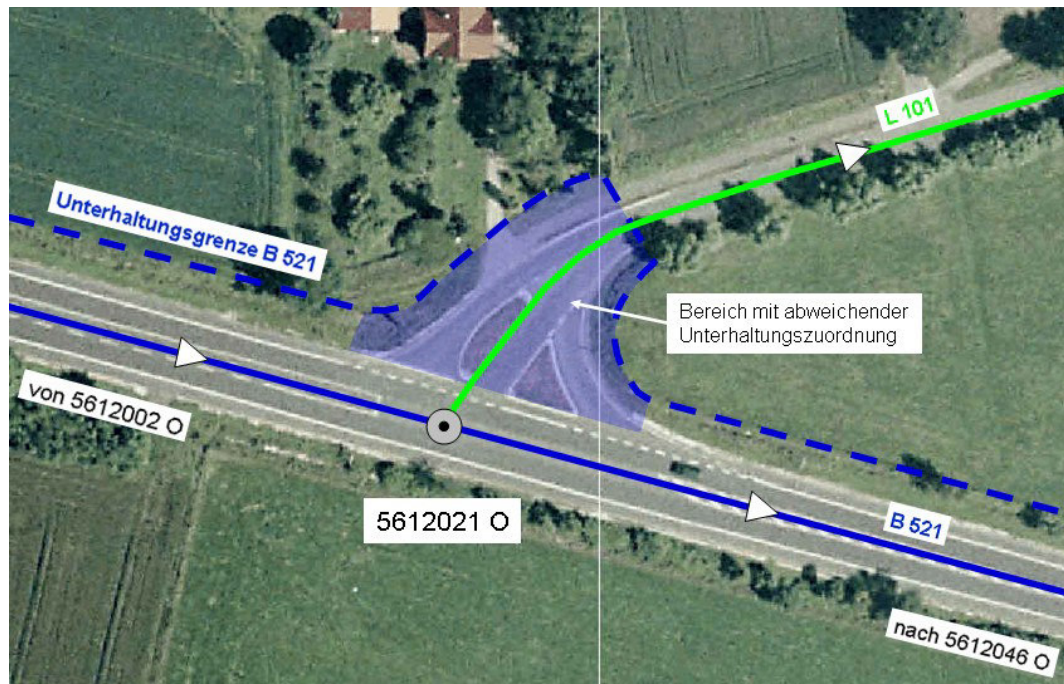 L 101
Unterhaltungsgrenze B 521
Bereich mit abweichender
Unterhaltungszuordnung
von 5612002 O
5612021 O
B 521
nach 5612046 O